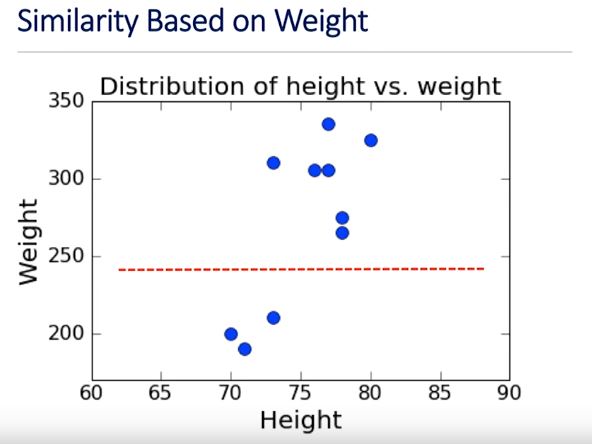 Similarity Based on Weight
Distribution of height vs. weight
350
300
250
200
Weight
60 65 70 75 80 85 90
Height